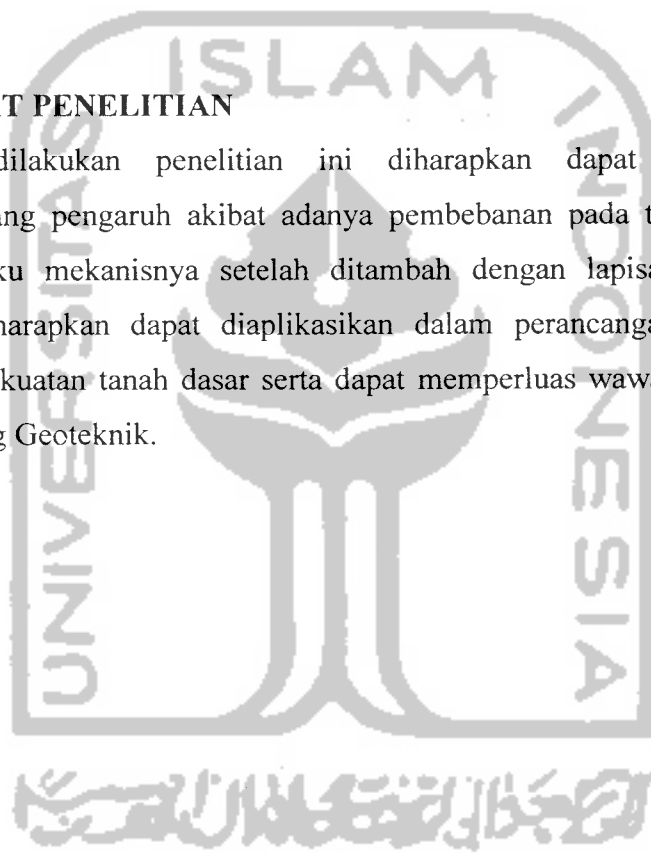 T PENELITIAN
dilakukan penelitian ini diharapkan dapat
ang pengaruh akibat adanya pembebanan pada t
ku mekanisnya setelah ditambah dengan lapisa
harapkan dapat diaplikasikan dalam perancanga
kuatan tanah dasar serta dapat memperluas waw
g Geoteknik.
ISLAM
UNIVERSITAS
INDONESIA